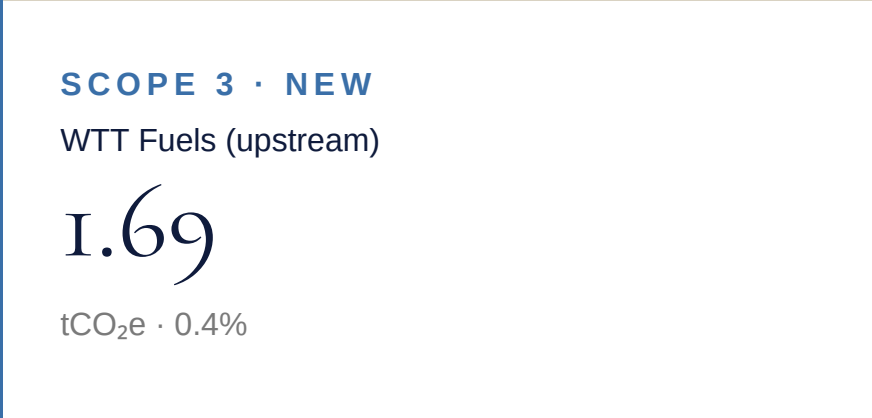 SCOPE 3 · NEW
WTT Fuels (upstream)
1.69
tCO₂e · 0.4%